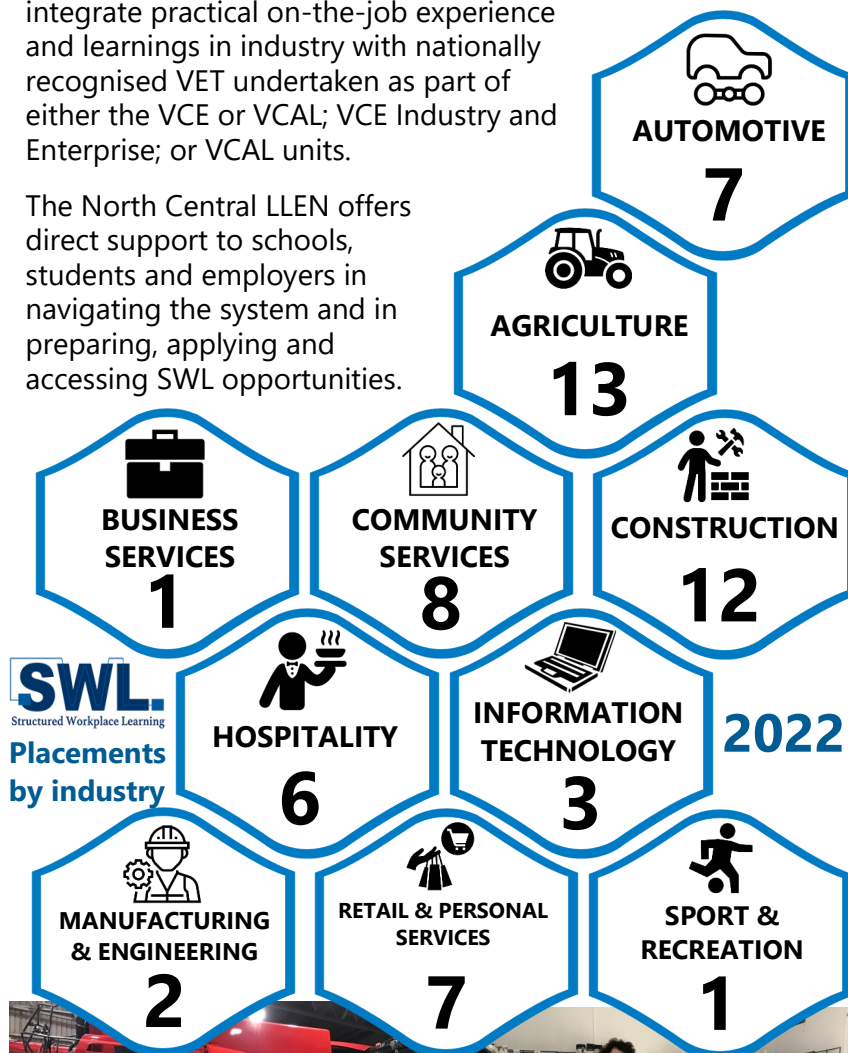 integrate practical on-the-job experience
and learnings in industry with nationally
recognised VET undertaken as part of
either the VCE or VCAL; VCE Industry and
Enterprise; or VCAL units.
The North Central LLEN offers
direct support to schools,
students and employers in
navigating the system and in
preparing, applying and
accessing SWL opportunities.
AUTOMOTIVE
7
AGRICULTURE
13
BUSINESS
SERVICES
1
COMMUNITY
SERVICES
8
CONSTRUCTION
12
SWL.
Structured Workplace Learning
Placements
by industry
HOSPITALITY
6
INFORMATION
TECHNOLOGY
3
2022
MANUFACTURING
& ENGINEERING
2
RETAIL & PERSONAL
SERVICES
7
SPORT &
RECREATION
1